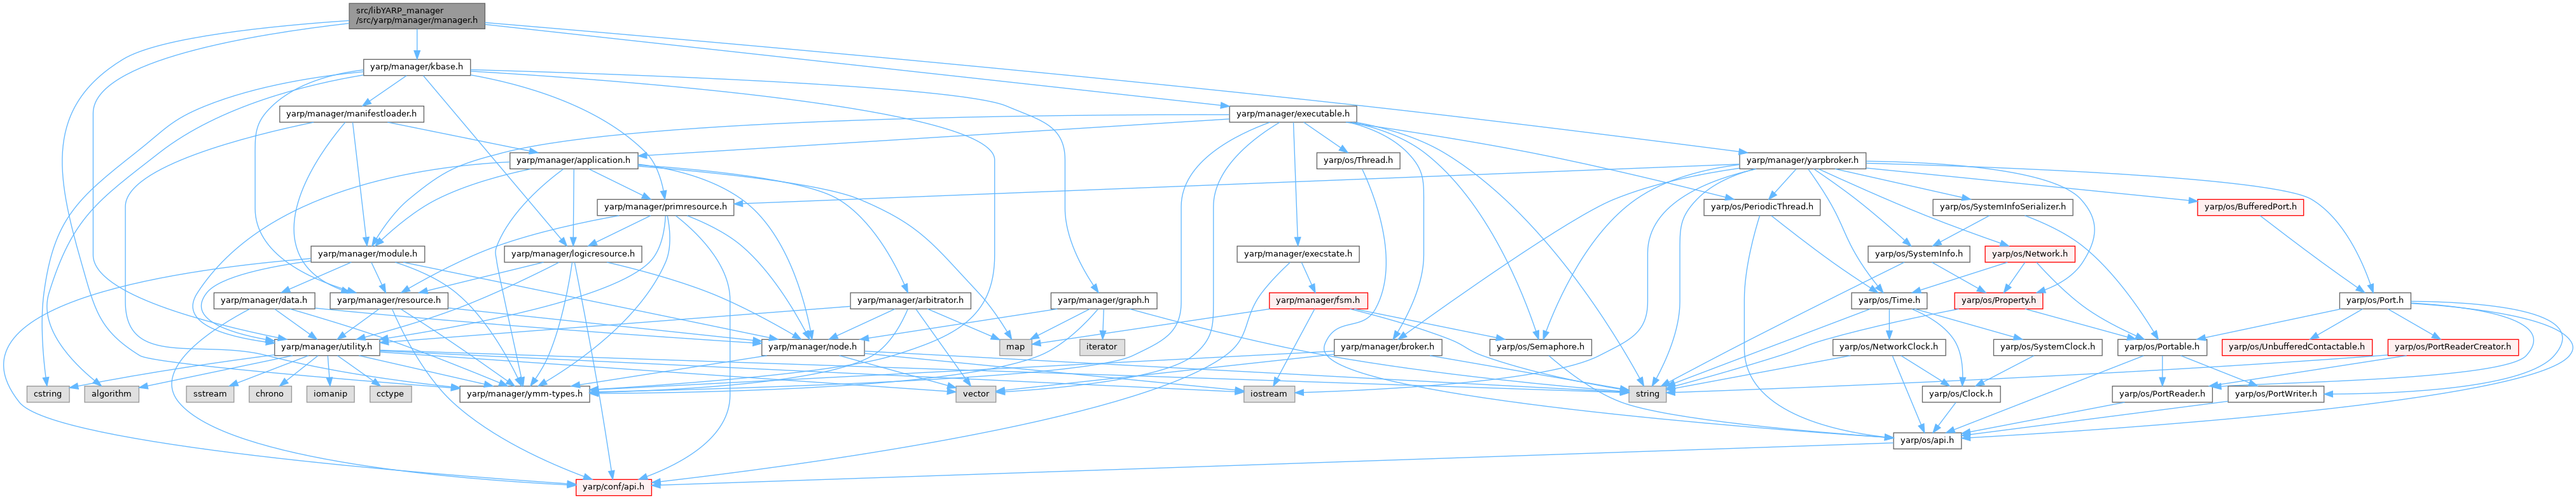 src/libYARP_manager
/src/yarp/manager/manager.h
yarp/manager/kbase.h
yarp/manager/manifestloader.h
yarp/manager/executable.h
yarp/manager/application.h
yarp/os/Thread.h
yarp/manager/yarpbroker.h
yarp/manager/primresource.h
yarp/os/PeriodicThread.h
yarp/os/SystemInfoSerializer.h
yarp/os/BufferedPort.h
yarp/manager/module.h
yarp/manager/logicresource.h
yarp/manager/execstate.h
yarp/os/SystemInfo.h
yarp/os/Network.h
yarp/manager/data.h
yarp/manager/resource.h
yarp/manager/arbitrator.h
yarp/manager/graph.h
yarp/manager/fsm.h
yarp/os/Time.h
yarp/os/Property.h
yarp/os/Port.h
yarp/manager/utility.h
yarp/manager/node.h
map
iterator
yarp/manager/broker.h
yarp/os/Semaphore.h
yarp/os/NetworkClock.h
yarp/os/SystemClock.h
yarp/os/Portable.h
yarp/os/UnbufferedContactable.h
yarp/os/PortReaderCreator.h
cstring
algorithm
sstream
chrono
iomanip
cctype
yarp/manager/ymm-types.h
vector
iostream
string
yarp/os/Clock.h
yarp/os/PortReader.h
yarp/os/PortWriter.h
yarp/os/api.h
yarp/conf/api.h